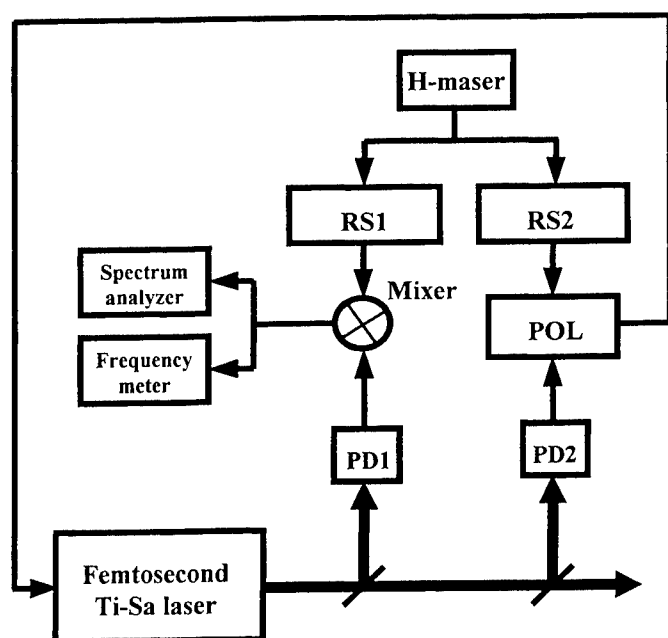 H-maser
RS1
RS2
Spectrum
analyzer
Mixer
Frequency
meter
POL
PD1
PD2
Femtosecond
Ti-Sa laser